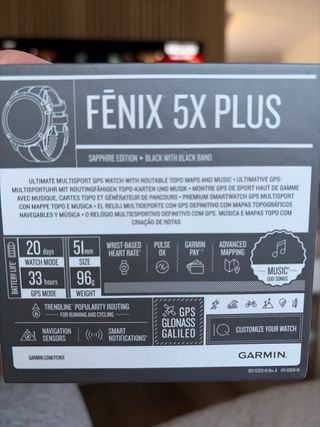 FĒNIX 5X PLUS
SAPPHIRE EDITION • BLACK WITH BLACK BAND
ULTIMATE MULTISPORT GPS WATCH WITH ROUTABLE TOPO MAPS AND MUSIC • ULTIMATIVE GPS-
MULTISPORTUHR MIT ROUTINGFÄHIGEN TOPO-KARTEN UND MUSIK • MONTRE GPS DE SPORT HAUT DE GAMME
AVEC MUSIQUE, CARTES TOPO ET GÉNÉRATEUR DE PARCOURS • PREMIUM SMARTWATCH GPS MULTISPORT
CON MAPPE TOPO E MUSICA • EL RELOJ MULTIDEPORTE CON GPS DEFINITIVO CON MAPAS TOPOGRÁFICOS
NAVEGABLES Y MÚSICA • O RELÓGIO MULTIDESPORTIVO DEFINITIVO COM GPS, MÚSICA E MAPAS TOPO COM
CRIAÇÃO DE ROTAS
BATTERY LIFE
20
days
WATCH MODE
33
hours
GPS MODE
51mm
SIZE
96g
WEIGHT
WRIST-BASED
HEART RATE
PULSE
OX
GARMIN
PAY
ADVANCED
MAPPING
MUSIC
500 SONGS
TRENDLINE POPULARITY ROUTING
FOR RUNNING AND CYCLING
NAVIGATION
SENSORS
SMART
NOTIFICATIONS
GPS
GLONASS
GALILEO
IQ
CUSTOMIZE YOUR WATCH
GARMIN.COM/FENIX
GARMIN.